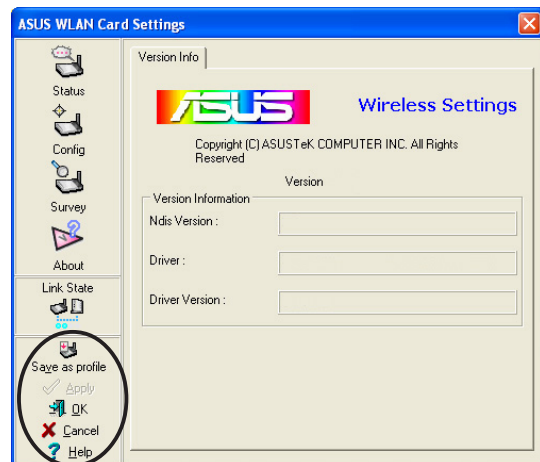 ASUS WLAN Card Settings
Status
Config
Survey
About
Link State
Save as profile
Apply
OK
Cancel
Help
Version Info
ASUS
Wireless Settings
Copyright (C) ASUSTeK COMPUTER INC. All Rights
Reserved
Version
Version Information
Ndis Version :
Driver :
Driver Version :